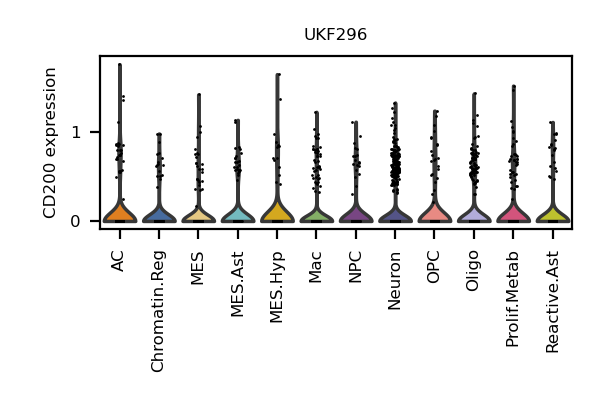 UKF296
CD200 expression
1
0
AC
Chromatin.Reg
MES
MES.Ast
MES.Hyp
Mac
NPC
Neuron
OPC
Oligo
Prolif.Metab
Reactive.Ast